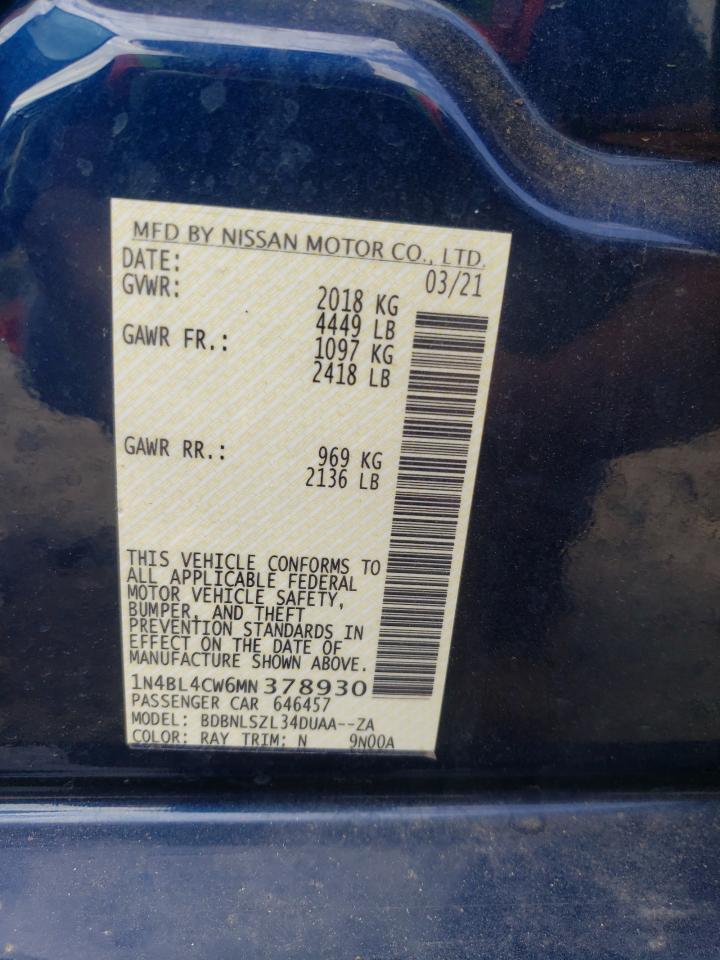 MFD BY NISSAN MOTOR CO., LTD.
DATE: 03/21
GVWR: 2018 KG
4449 LB
GAWR FR.: 1097 KG
2418 LB
GAWR RR.: 969 KG
2136 LB
THIS VEHICLE CONFORMS TO
ALL APPLICABLE FEDERAL
MOTOR VEHICLE SAFETY,
BUMPER, AND THEFT
PREVENTION STANDARDS IN
EFFECT ON THE DATE OF
MANUFACTURE SHOWN ABOVE.
1N4BL4CW6MN378930
PASSENGER CAR 646457
MODEL: BDBNLSZL34DUAA--ZA
COLOR: RAY TRIM: N 9N00A